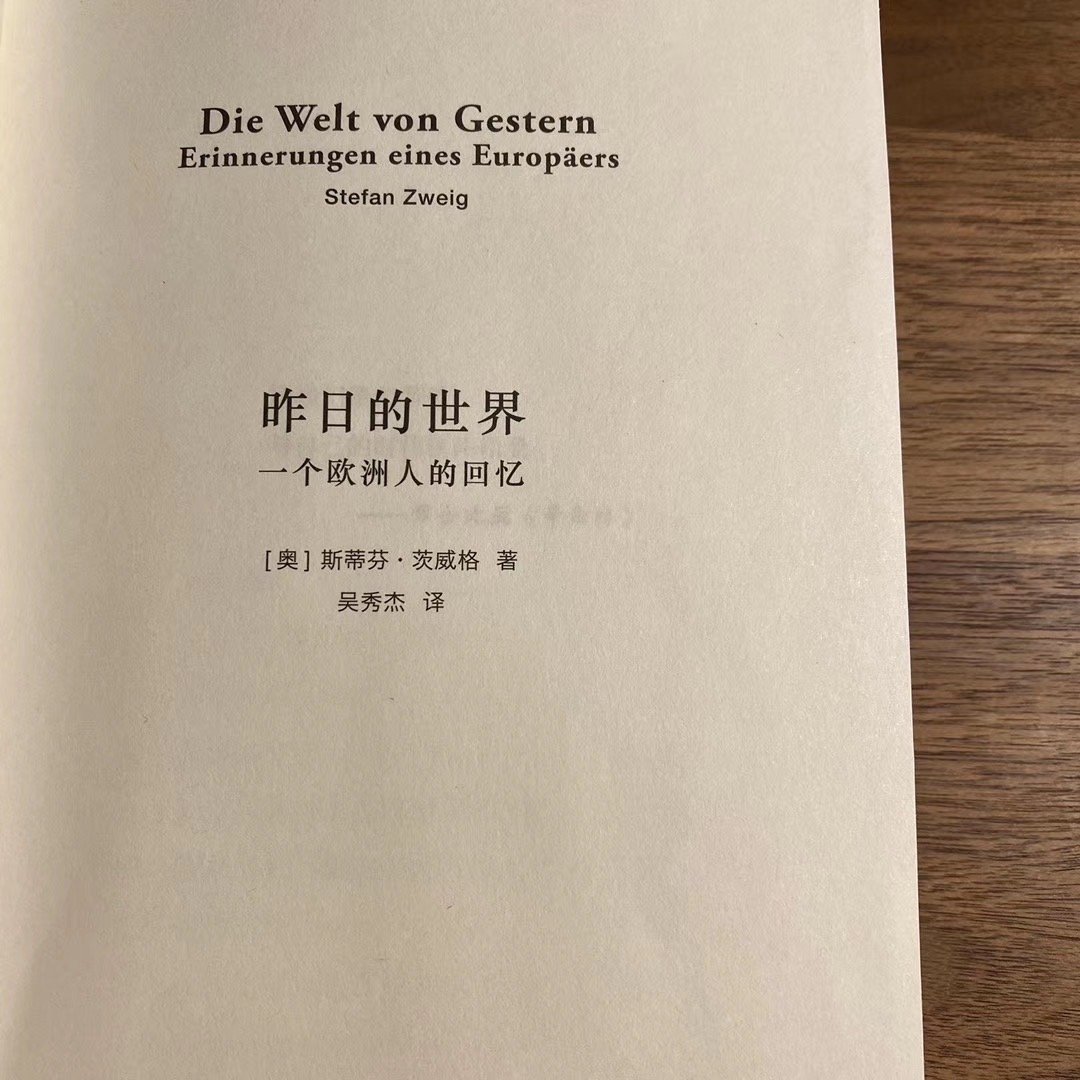 Die Welt von Gestern
Erinnerungen eines Europäers
Stefan Zweig
昨日的世界
一个欧洲人的回忆
[奥] 斯蒂芬·茨威格 著
吴秀杰 译